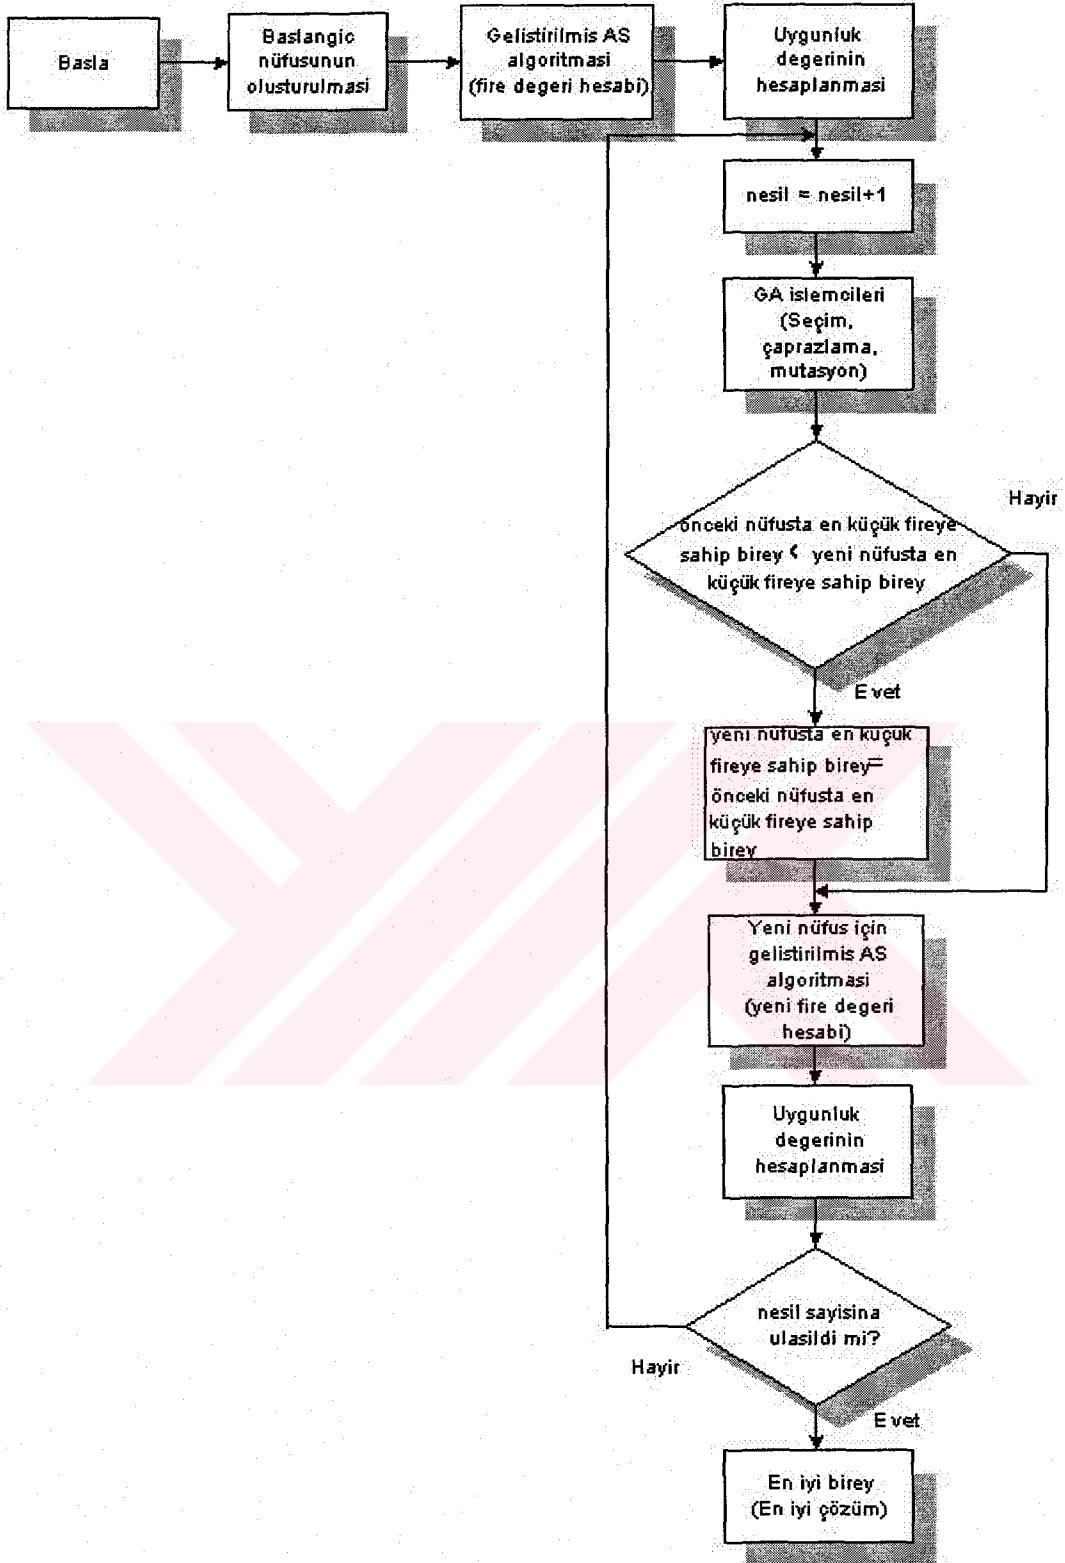 Basla
Baslangic
nüfusunun
olusturulmasi
Gelistirilmis AS
algoritmasi
(fire degeri hesabi)
Uygunluk
degerinin
hesaplanmasi
nesil = nesil+1
GA islemcileri
(Seçim,
çaprazlama,
mutasyon)
Hayir
önceki nüfusta en küçük fireye
sahip birey < yeni nüfusta en
küçük fireye sahip birey
Evet
yeni nüfusta en küçük
fireye sahip birey=
önceki nüfusta en
küçük fireye sahip
birey
Yeni nüfus için
gelistirilmis AS
algoritmasi
(yeni fire degeri
hesabi)
Uygunluk
degerinin
hesaplanmasi
nesil sayisina
ulasildi mi?
Hayir
Evet
En iyi birey
(En iyi çözüm)